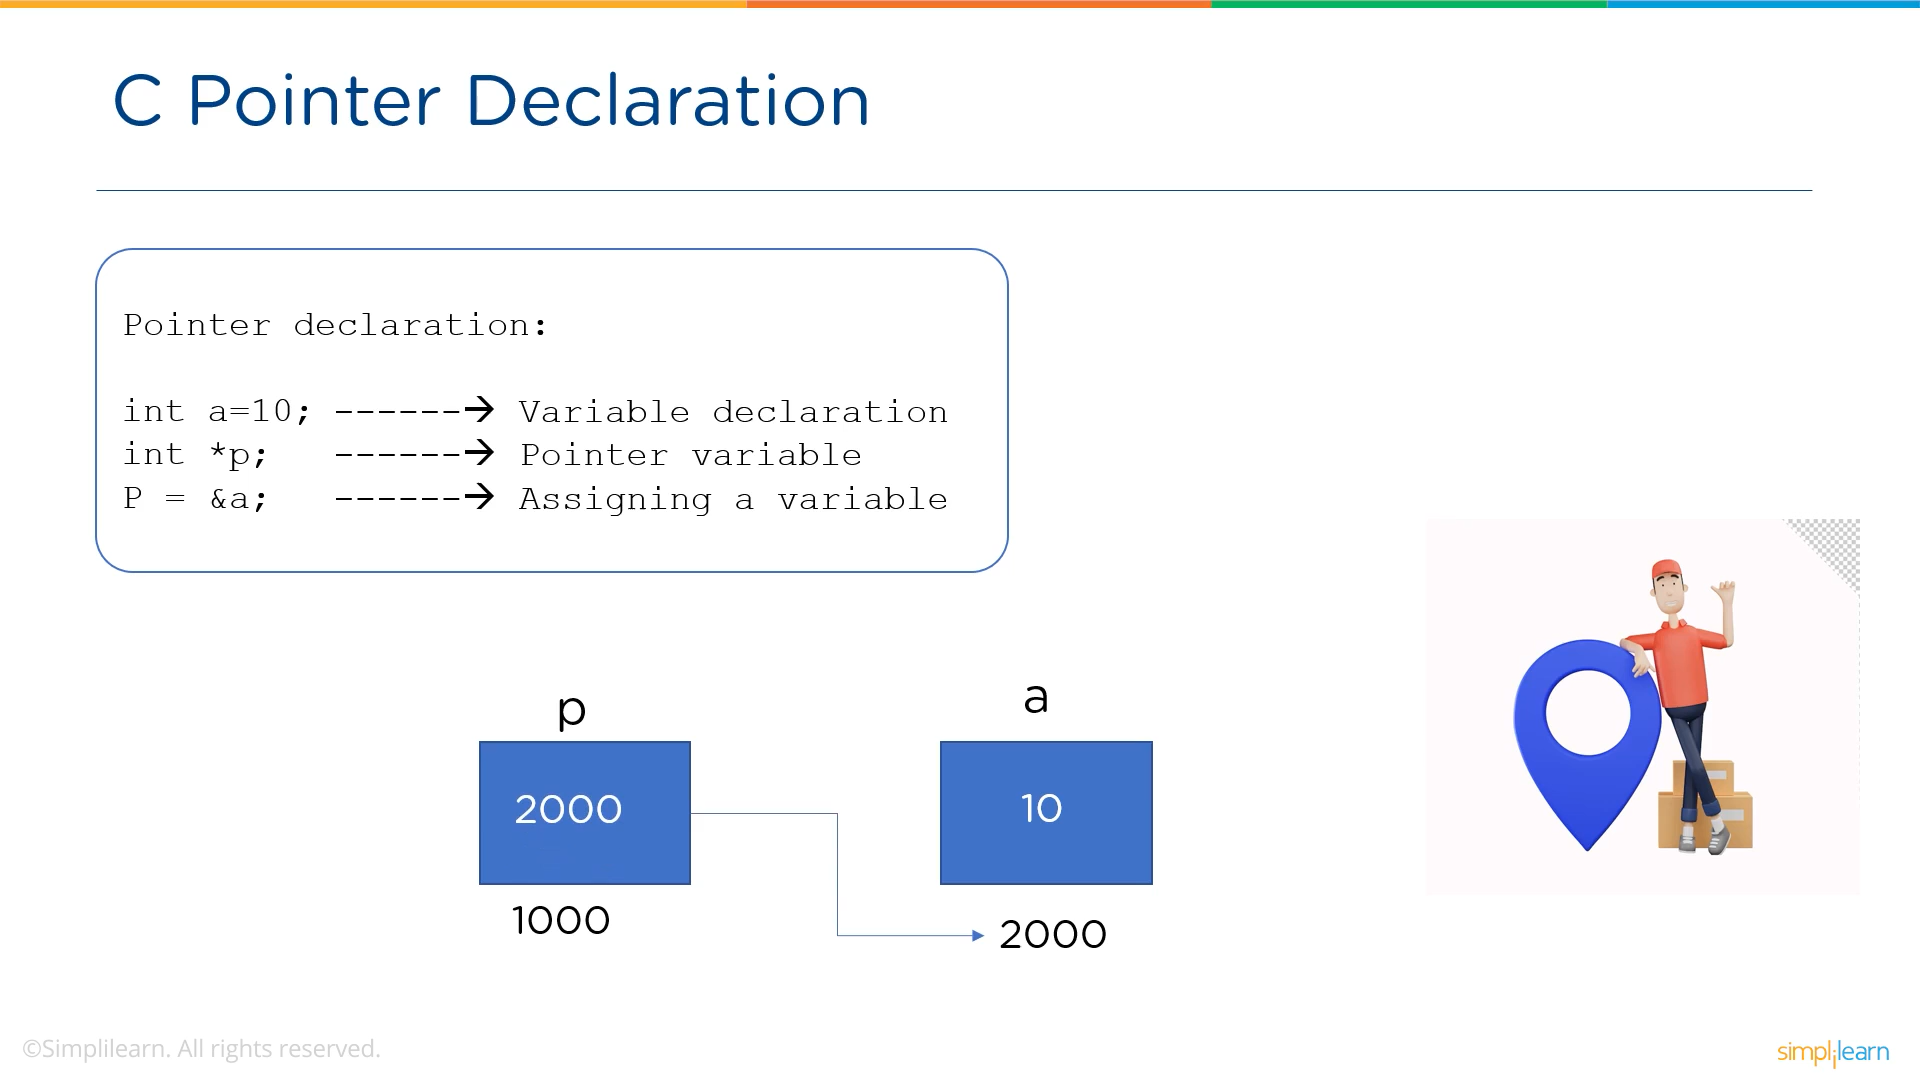 C Pointer Declaration
Pointer declaration:
int a=10; ------→ Variable declaration
int *p; ------→ Pointer variable
P = &a; ------→ Assigning a variable
p
a
2000
10
1000
2000
©Simplilearn. All rights reserved.
simplilearn